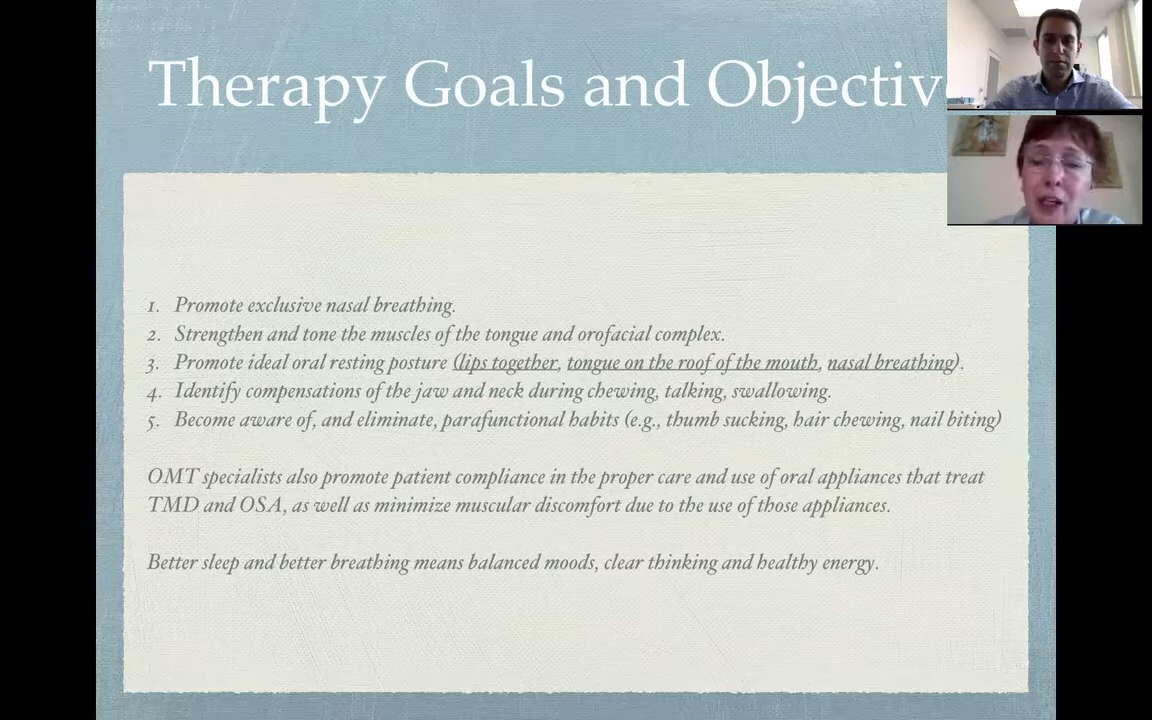 Therapy Goals and Objectiv
1. Promote exclusive nasal breathing.
2. Strengthen and tone the muscles of the tongue and orofacial complex.
3. Promote ideal oral resting posture (lips together, tongue on the roof of the mouth, nasal breathing).
4. Identify compensations of the jaw and neck during chewing, talking, swallowing.
5. Become aware of, and eliminate, parafunctional habits (e.g., thumb sucking, hair chewing, nail biting)
OMT specialists also promote patient compliance in the proper care and use of oral appliances that treat
TMD and OSA, as well as minimize muscular discomfort due to the use of those appliances.
Better sleep and better breathing means balanced moods, clear thinking and healthy energy.